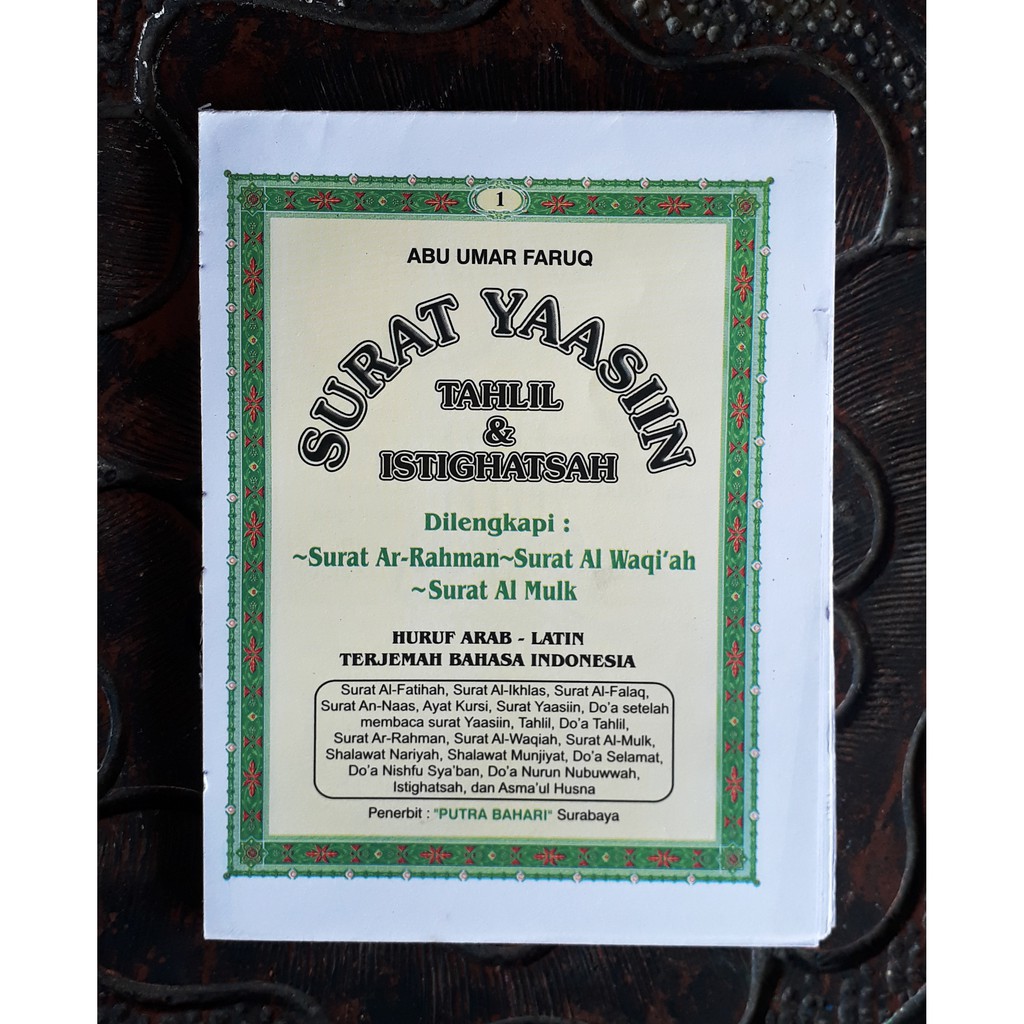 1
ABU UMAR FARUQ
SURAT YAASIIN
TAHLIL
&
ISTIGHATSAH
Dilengkapi :
~Surat Ar-Rahman~Surat Al Waqi'ah
~Surat Al Mulk
HURUF ARAB - LATIN
TERJEMAH BAHASA INDONESIA
Surat Al-Fatihah, Surat Al-Ikhlas, Surat Al-Falaq,
Surat An-Naas, Ayat Kursi, Surat Yaasiin, Do'a setelah
membaca surat Yaasiin, Tahlil, Do'a Tahlil,
Surat Ar-Rahman, Surat Al-Waqiah, Surat Al-Mulk,
Shalawat Nariyah, Shalawat Munjiyat, Do'a Selamat,
Do'a Nishfu Sya'ban, Do'a Nurun Nubuwwah,
Istighatsah, dan Asma'ul Husna
Penerbit : "PUTRA BAHARI" Surabaya